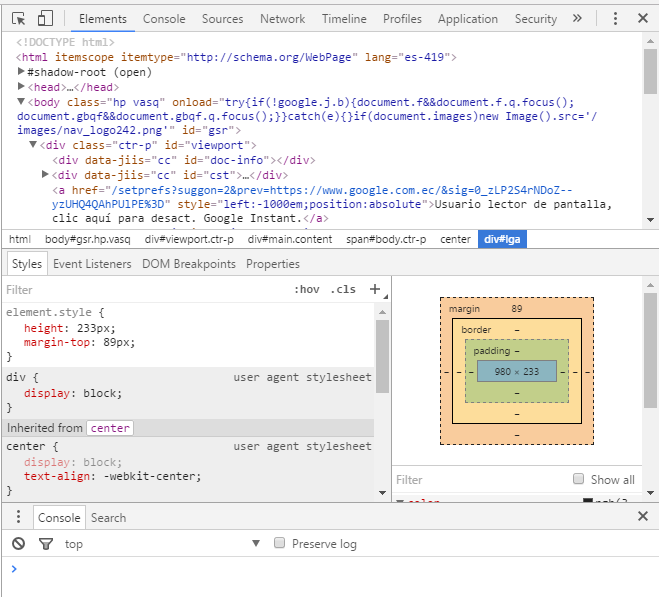 Elements Console Sources Network Timeline Profiles Application Security »
<!DOCTYPE html>
<html itemscope itemtype="http://schema.org/WebPage" lang="es-419">
#shadow-root (open)
<head>…</head>
<body class="hp vasq" onload="try{if(!google.j.b){document.f&&document.f.q.focus();
document.gbqf&&document.gbqf.q.focus();}}catch(e){}if(document.images)new Image().src='/
images/nav_logo242.png'" id="gsr">
<div class="ctr-p" id="viewport">
<div data-jiis="cc" id="doc-info"></div>
<div data-jiis="cc" id="cst">…</div>
<a href="/setprefs?suggon=2&prev=https://www.google.com.ec/&sig=0_zLP2S4rNDoZ--
yzUHQ4QAhPUlPE%3D" style="left:-1000em;position:absolute">Usuario lector de pantalla,
clic aquí para desact. Google Instant.</a>
html body#gsr.hp.vasq div#viewport.ctr-p div#main.content span#body.ctr-p center div#lga
Styles Event Listeners DOM Breakpoints Properties
Filter :hov .cls +
element.style {
height: 233px;
margin-top: 89px;
}
div { user agent stylesheet
display: block;
}
Inherited from center
center { user agent stylesheet
display: block;
text-align: -webkit-center;
}
margin 89
border –
padding –
– – – 980 × 233 – – –
–
–
–
Filter Show all
Console Search
top Preserve log
>